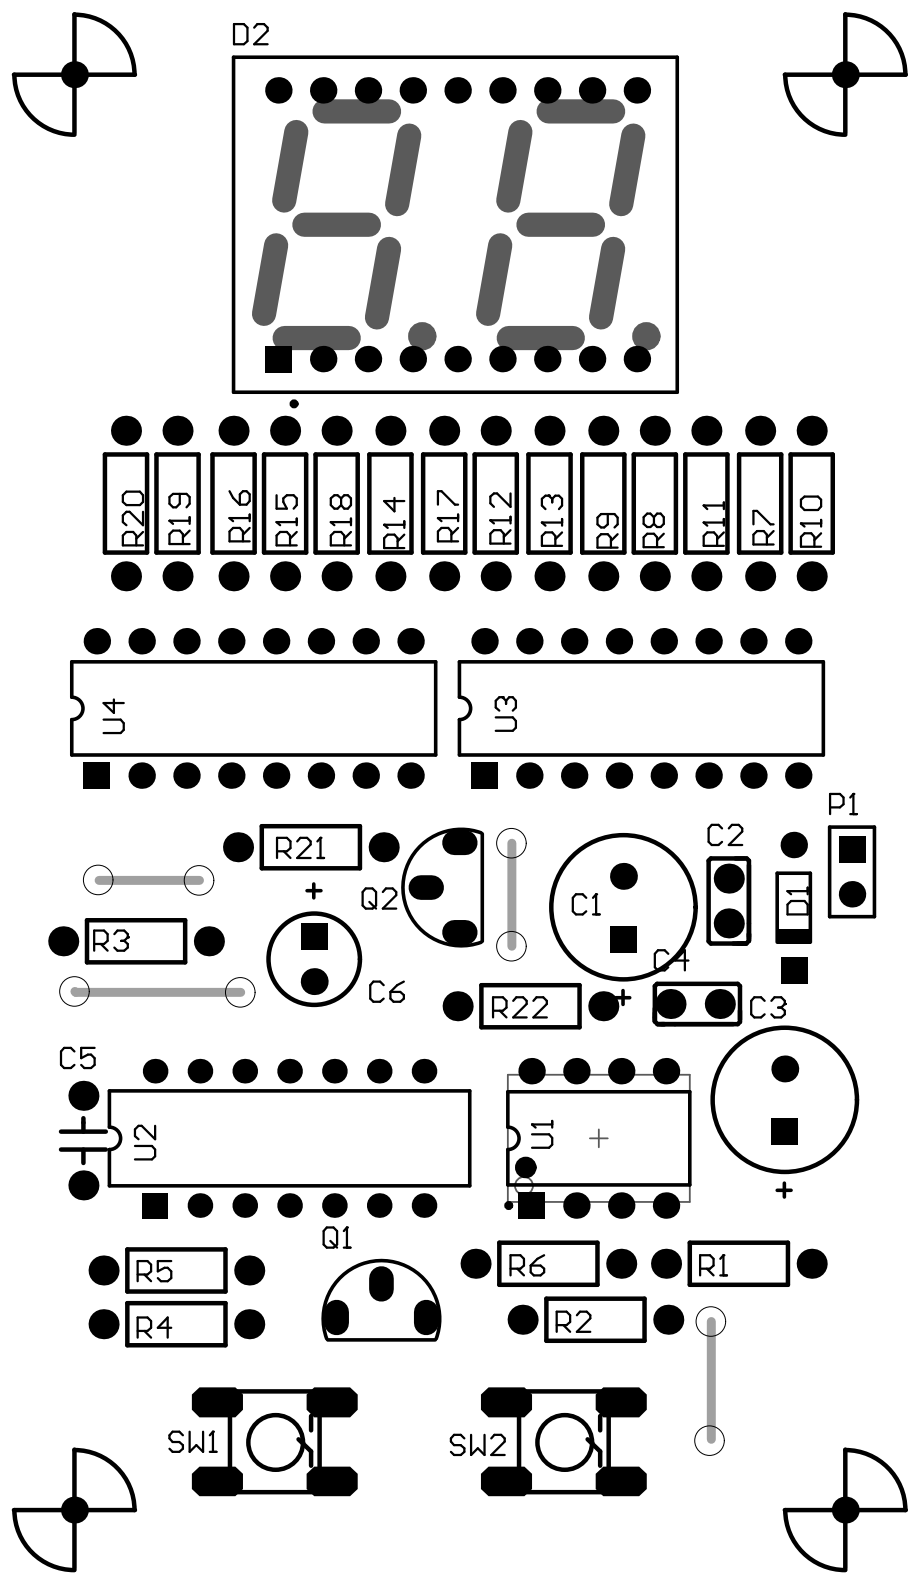 D2
R20 R19 R16 R15 R18 R14 R17 R12 R13 R9 R8 R11 R7 R10
U4 U3
P1
C2
R21
Q2 C1 D1
+
R3
C4
C6
R22 + C3
C5
U2 U1
+
Q1
R5 R6 R1
R4 R2
SW1 SW2